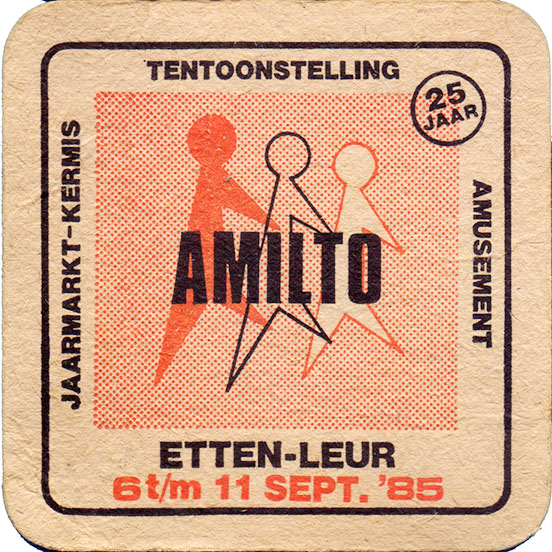 TENTOONSTELLING
25
JAAR
JAARMARKT-KERMIS
AMUSEMENT
AMILTO
ETTEN-LEUR
6 t/m 11 SEPT. '85